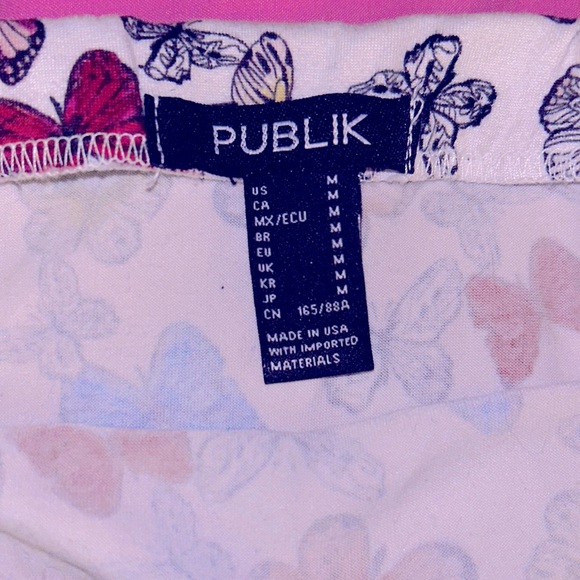 PUBLIK
US M
CA M
MX/ECU M
BR M
EU M
UK M
KR M
JP M
CN 165/88A
MADE IN USA
WITH IMPORTED
MATERIALS